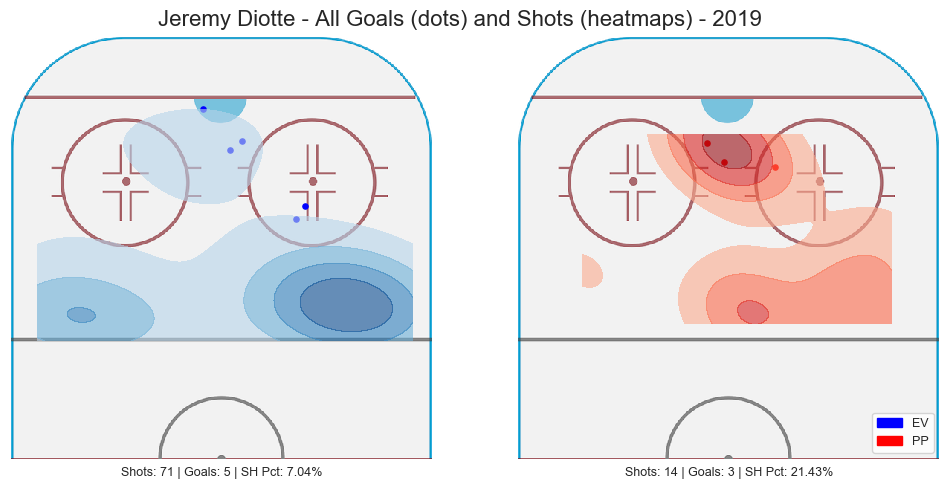 Jeremy Diotte - All Goals (dots) and Shots (heatmaps) - 2019
EV
PP
Shots: 71 | Goals: 5 | SH Pct: 7.04%
Shots: 14 | Goals: 3 | SH Pct: 21.43%